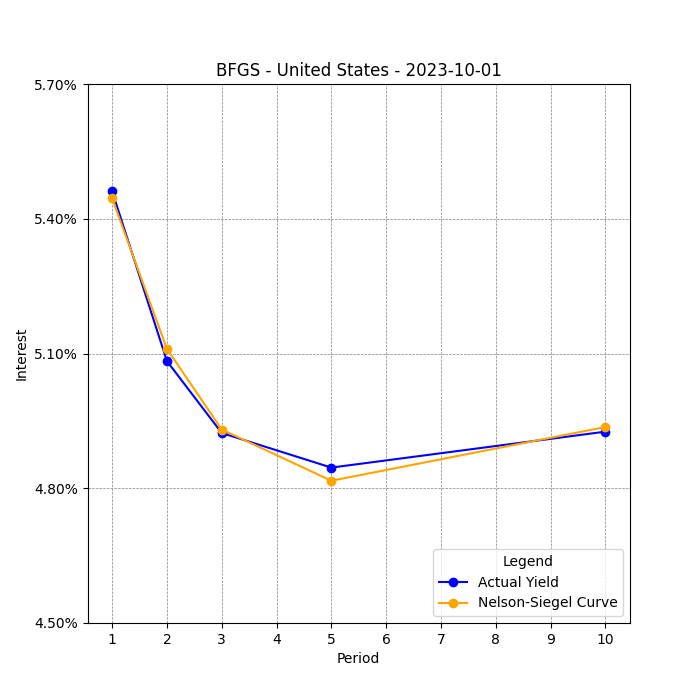 BFGS - United States - 2023-10-01
5.70%
5.40%
5.10%
4.80%
4.50%
Interest
1 2 3 4 5 6 7 8 9 10
Period
Legend
Actual Yield
Nelson-Siegel Curve